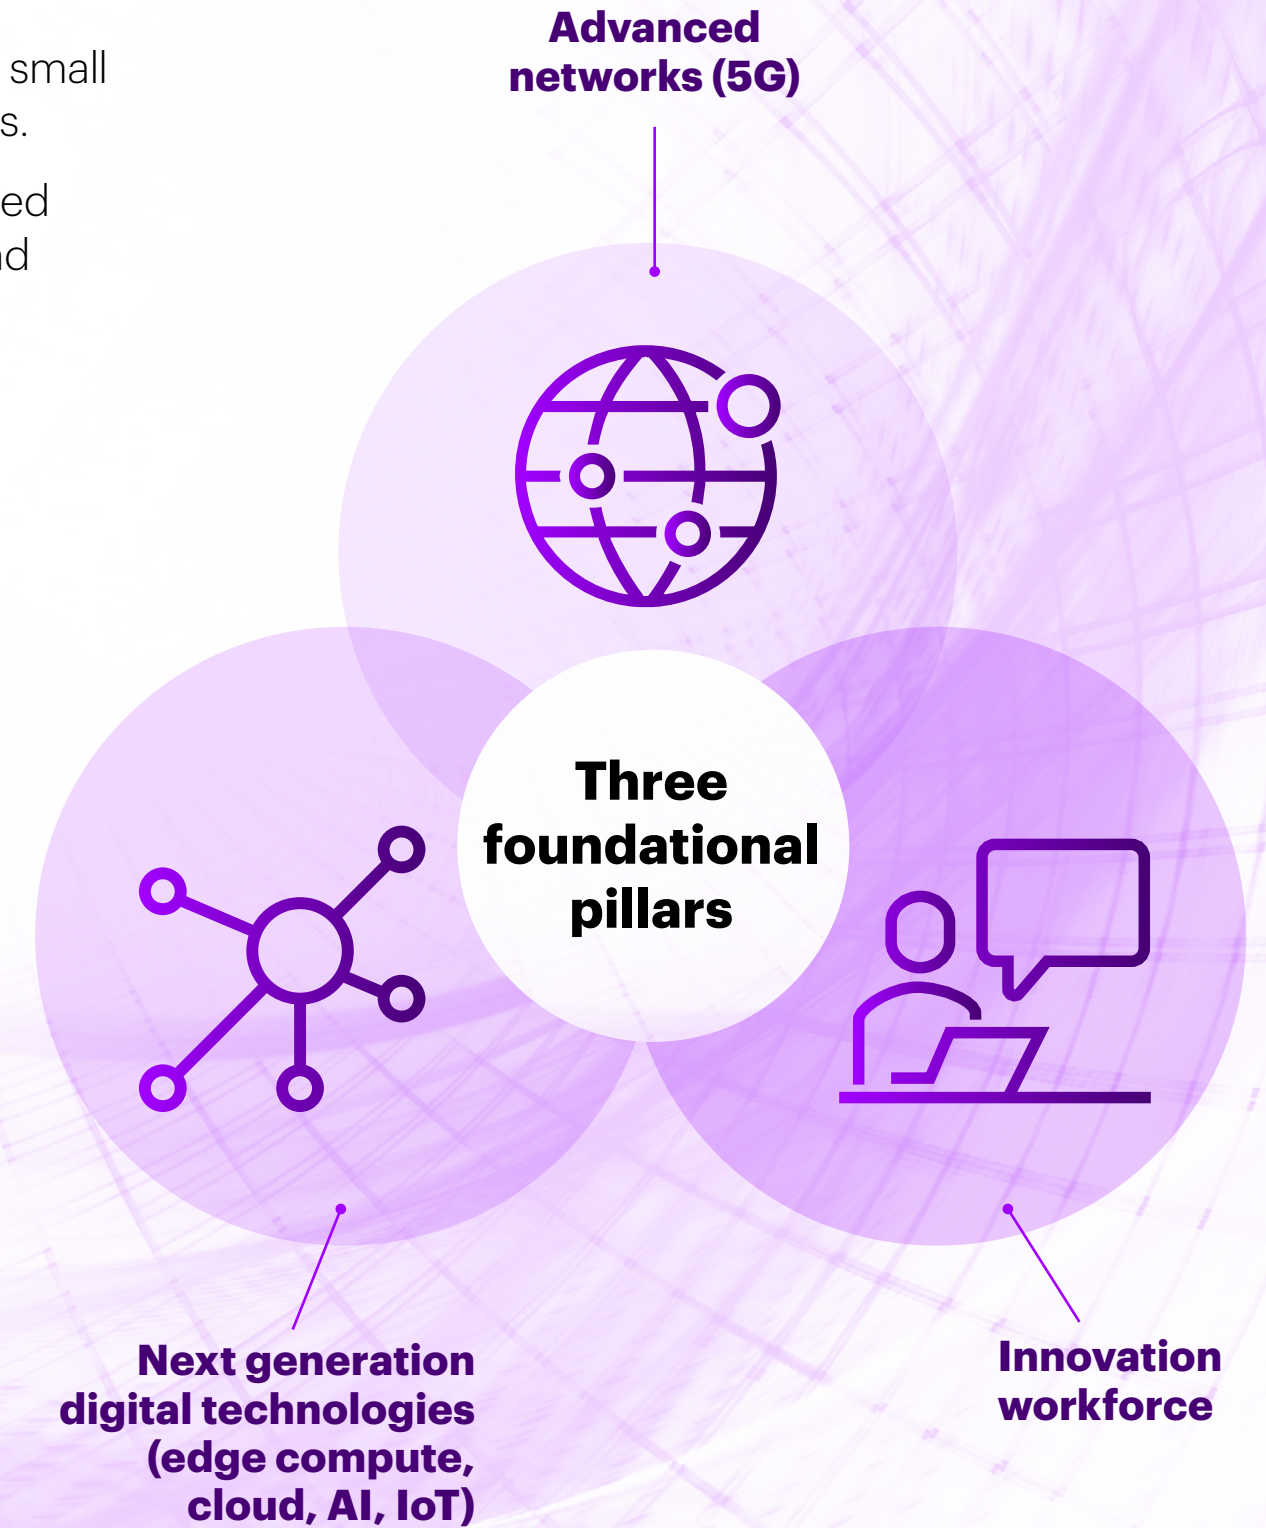 small
s.
ed
nd
Advanced
networks (5G)
Three
foundational
pillars
Next generation
digital technologies
(edge compute,
cloud, AI, IoT)
Innovation
workforce